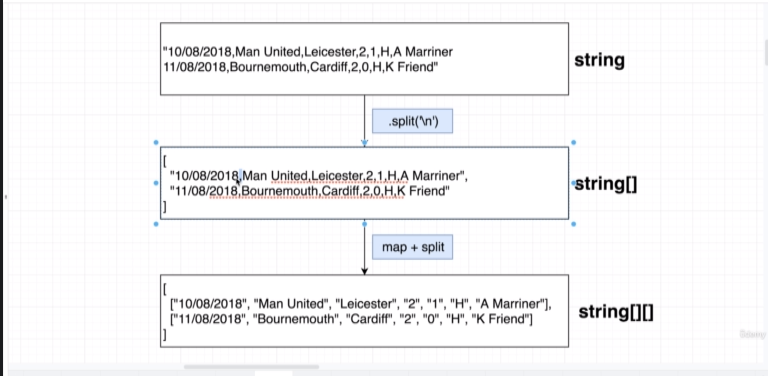 "10/08/2018,Man United,Leicester,2,1,H,A Marriner
11/08/2018,Bournemouth,Cardiff,2,0,H,K Friend"
string
.split('\n')
[
"10/08/2018,Man United,Leicester,2,1,H,A Marriner",
"11/08/2018,Bournemouth,Cardiff,2,0,H,K Friend"
]
string[]
map + split
[
["10/08/2018", "Man United", "Leicester", "2", "1", "H", "A Marriner"],
["11/08/2018", "Bournemouth", "Cardiff", "2", "0", "H", "K Friend"]
]
string[][]
Udemy